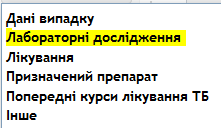 Дані випадку
Лабораторні дослідження
Лікування
Призначений препарат
Попередні курси лікування ТБ
Інше